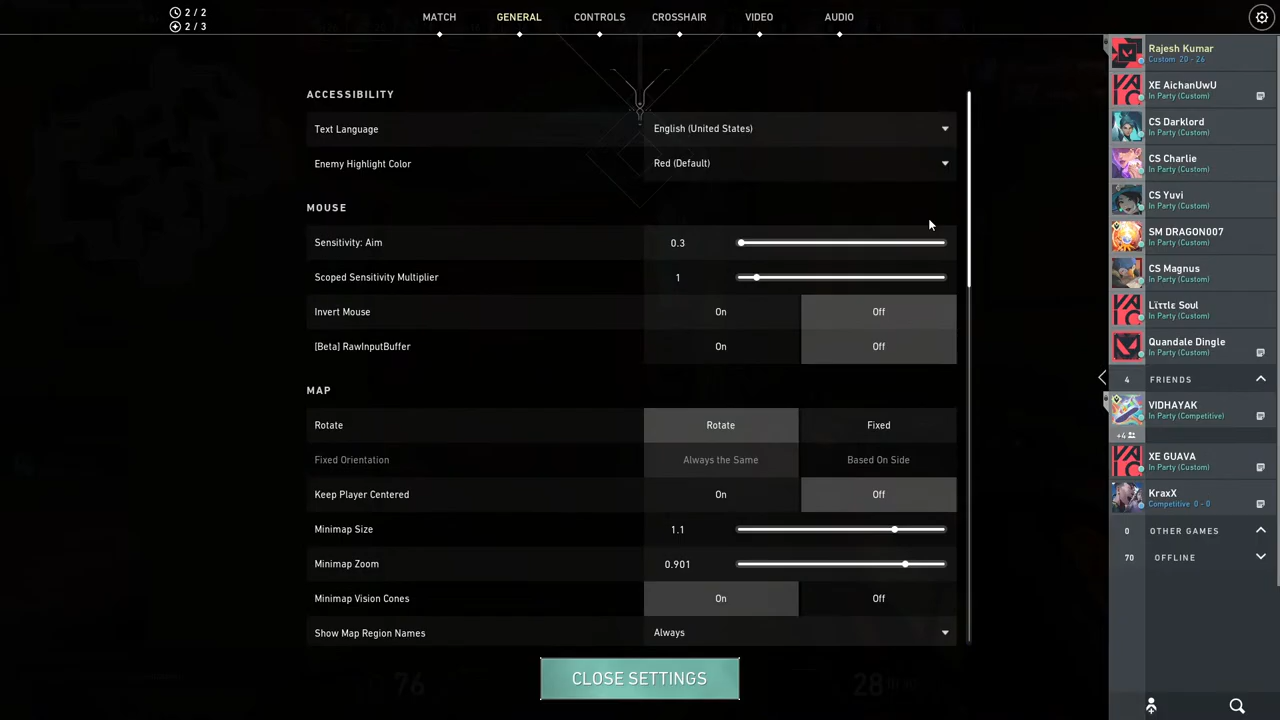 2 / 2
2 / 3
MATCH
GENERAL
CONTROLS
CROSSHAIR
VIDEO
AUDIO
ACCESSIBILITY
Text Language
English (United States)
Enemy Highlight Color
Red (Default)
MOUSE
Sensitivity: Aim
0.3
Scoped Sensitivity Multiplier
1
Invert Mouse
On
Off
[Beta] RawInputBuffer
On
Off
MAP
Rotate
Rotate
Fixed
Fixed Orientation
Always the Same
Based On Side
Keep Player Centered
On
Off
Minimap Size
1.1
Minimap Zoom
0.901
Minimap Vision Cones
On
Off
Show Map Region Names
Always
76
28
CLOSE SETTINGS
Rajesh Kumar
Custom 20 - 26
XE AichanUwU
In Party (Custom)
CS Darklord
In Party (Custom)
CS Charlie
In Party (Custom)
CS Yuvi
In Party (Custom)
SM DRAGON007
In Party (Custom)
CS Magnus
In Party (Custom)
Lïττlε Soul
In Party (Custom)
Quandale Dingle
In Party (Custom)
4 FRIENDS
VIDHAYAK
In Party (Competitive)
+4
XE GUAVA
In Party (Custom)
KraxX
Competitive 0 - 0
0 OTHER GAMES
70 OFFLINE